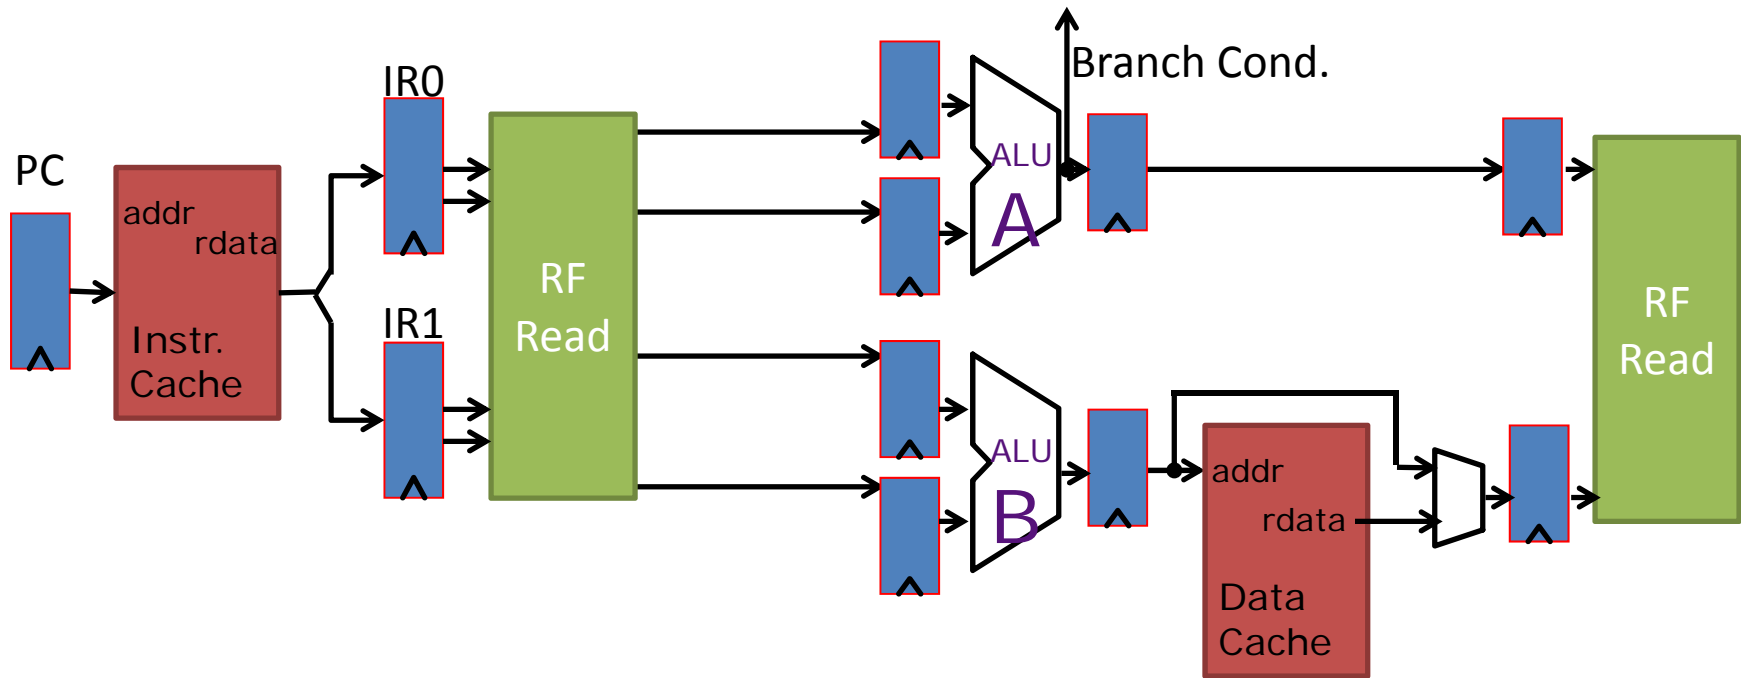 PC
addr
rdata
Instr.
Cache
IR0
IR1
RF
Read
ALU
A
Branch Cond.
ALU
B
addr
rdata
Data
Cache
RF
Read